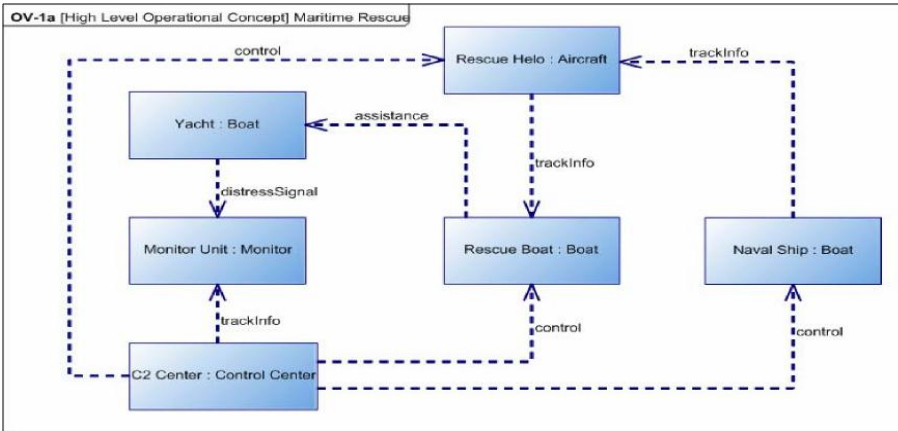 OV-1a [High Level Operational Concept] Maritime Rescue
control
Rescue Helo : Aircraft
trackInfo
Yacht : Boat
assistance
trackInfo
distressSignal
Monitor Unit : Monitor
Rescue Boat : Boat
Naval Ship : Boat
trackInfo
control
control
C2 Center : Control Center